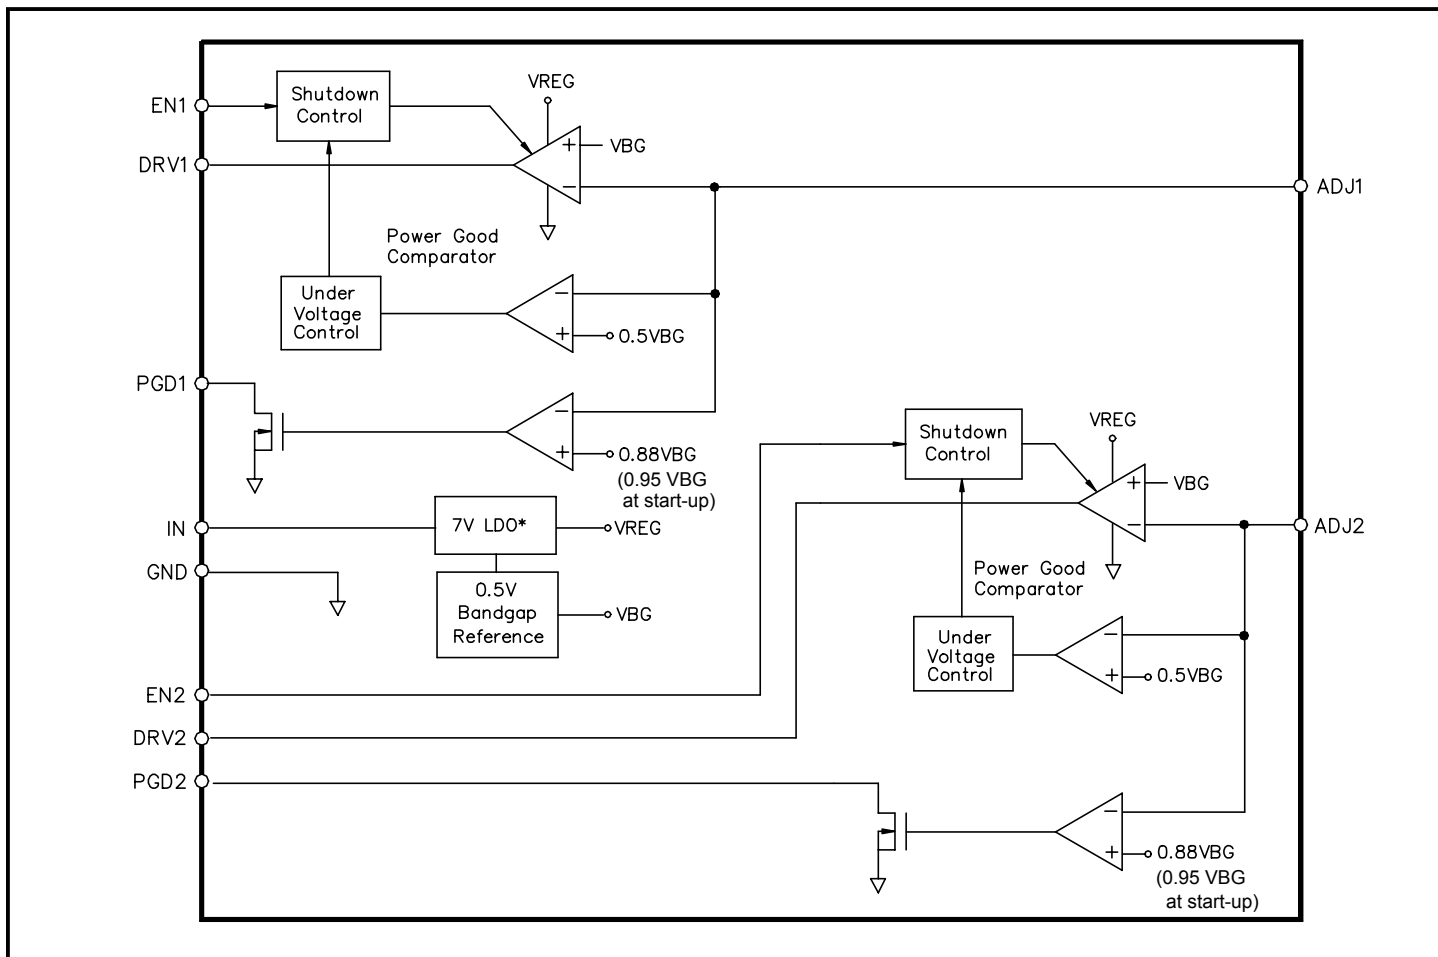 EN1
Shutdown
Control
VREG
+
VBG
DRV1
−
ADJ1
Power Good
Comparator
Under
Voltage
Control
−
+
0.5VBG
PGD1
−
+
0.88VBG
(0.95 VBG
at start-up)
IN
7V LDO*
VREG
GND
0.5V
Bandgap
Reference
VBG
Shutdown
Control
VREG
+
VBG
−
ADJ2
Power Good
Comparator
Under
Voltage
Control
−
+
0.5VBG
EN2
DRV2
PGD2
−
+
0.88VBG
(0.95 VBG
at start-up)